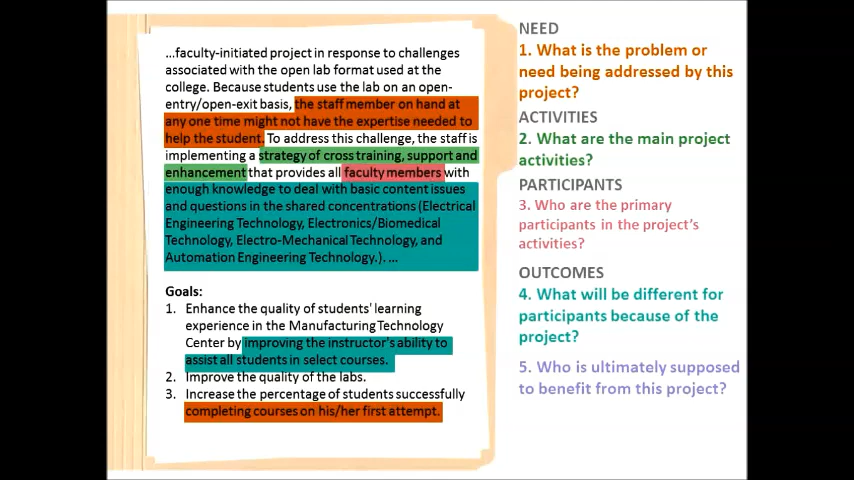 ...faculty-initiated project in response to challenges
associated with the open lab format used at the
college. Because students use the lab on an open-
entry/open-exit basis, the staff member on hand at
any one time might not have the expertise needed to
help the student. To address this challenge, the staff is
implementing a strategy of cross training, support and
enhancement that provides all faculty members with
enough knowledge to deal with basic content issues
and questions in the shared concentrations (Electrical
Engineering Technology, Electronics/Biomedical
Technology, Electro-Mechanical Technology, and
Automation Engineering Technology.). ...
Goals:
1. Enhance the quality of students' learning
experience in the Manufacturing Technology
Center by improving the instructor's ability to
assist all students in select courses.
2. Improve the quality of the labs.
3. Increase the percentage of students successfully
completing courses on his/her first attempt.
NEED
1. What is the problem or
need being addressed by this
project?
ACTIVITIES
2. What are the main project
activities?
PARTICIPANTS
3. Who are the primary
participants in the project's
activities?
OUTCOMES
4. What will be different for
participants because of the
project?
5. Who is ultimately supposed
to benefit from this project?